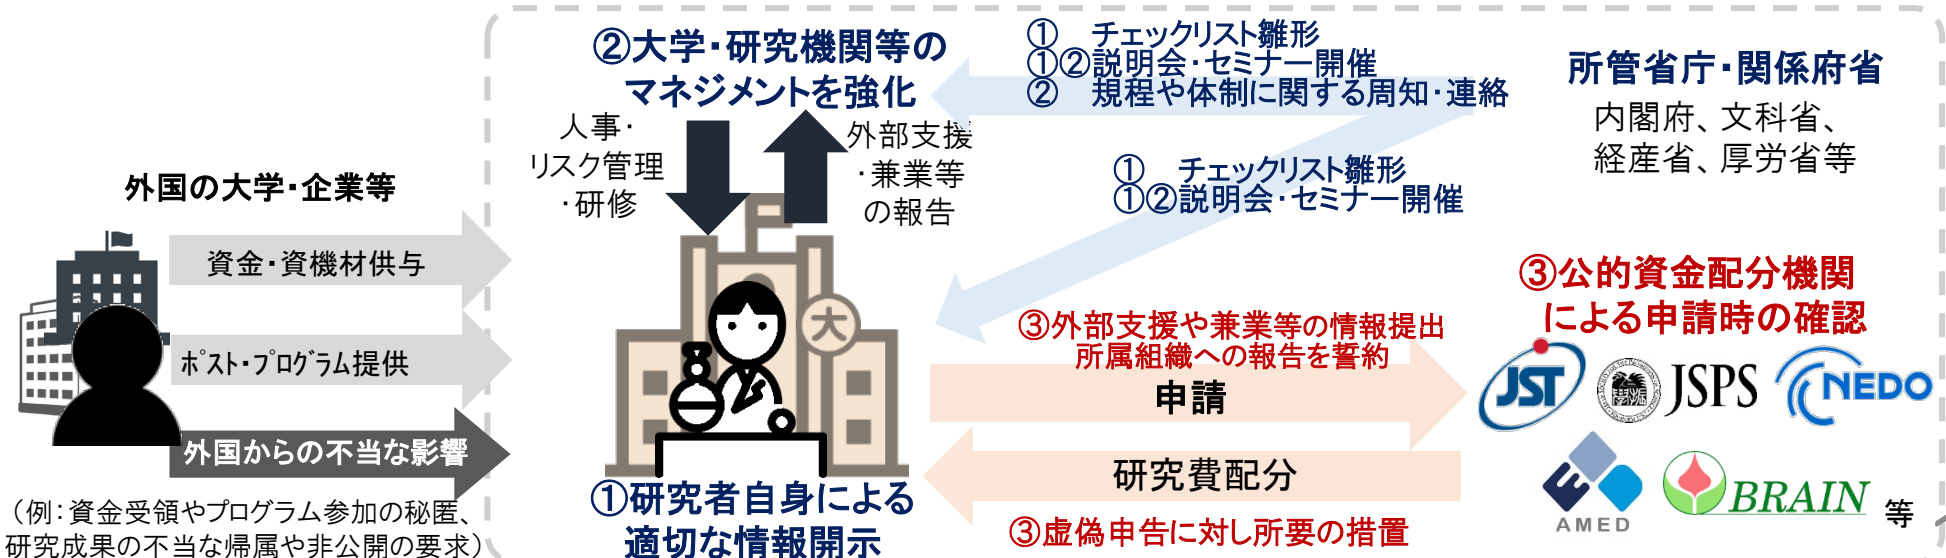 ②大学・研究機関等の
マネジメントを強化
① チェックリスト雛形
①②説明会・セミナー開催
② 規程や体制に関する周知・連絡
所管省庁・関係府省
内閣府、文科省、
経産省、厚労省等
人事・
リスク管理
・研修
外部支援
・兼業等
の報告
① チェックリスト雛形
①②説明会・セミナー開催
外国の大学・企業等
資金・資機材供与
ポスト・プログラム提供
外国からの不当な影響
（例：資金受領やプログラム参加の秘匿、
研究成果の不当な帰属や非公開の要求）
大
①研究者自身による
適切な情報開示
③外部支援や兼業等の情報提出
所属組織への報告を誓約
申請
研究費配分
③虚偽申告に対し所要の措置
③公的資金配分機関
による申請時の確認
JST
JSPS
NEDO
AMED
BRAIN 等